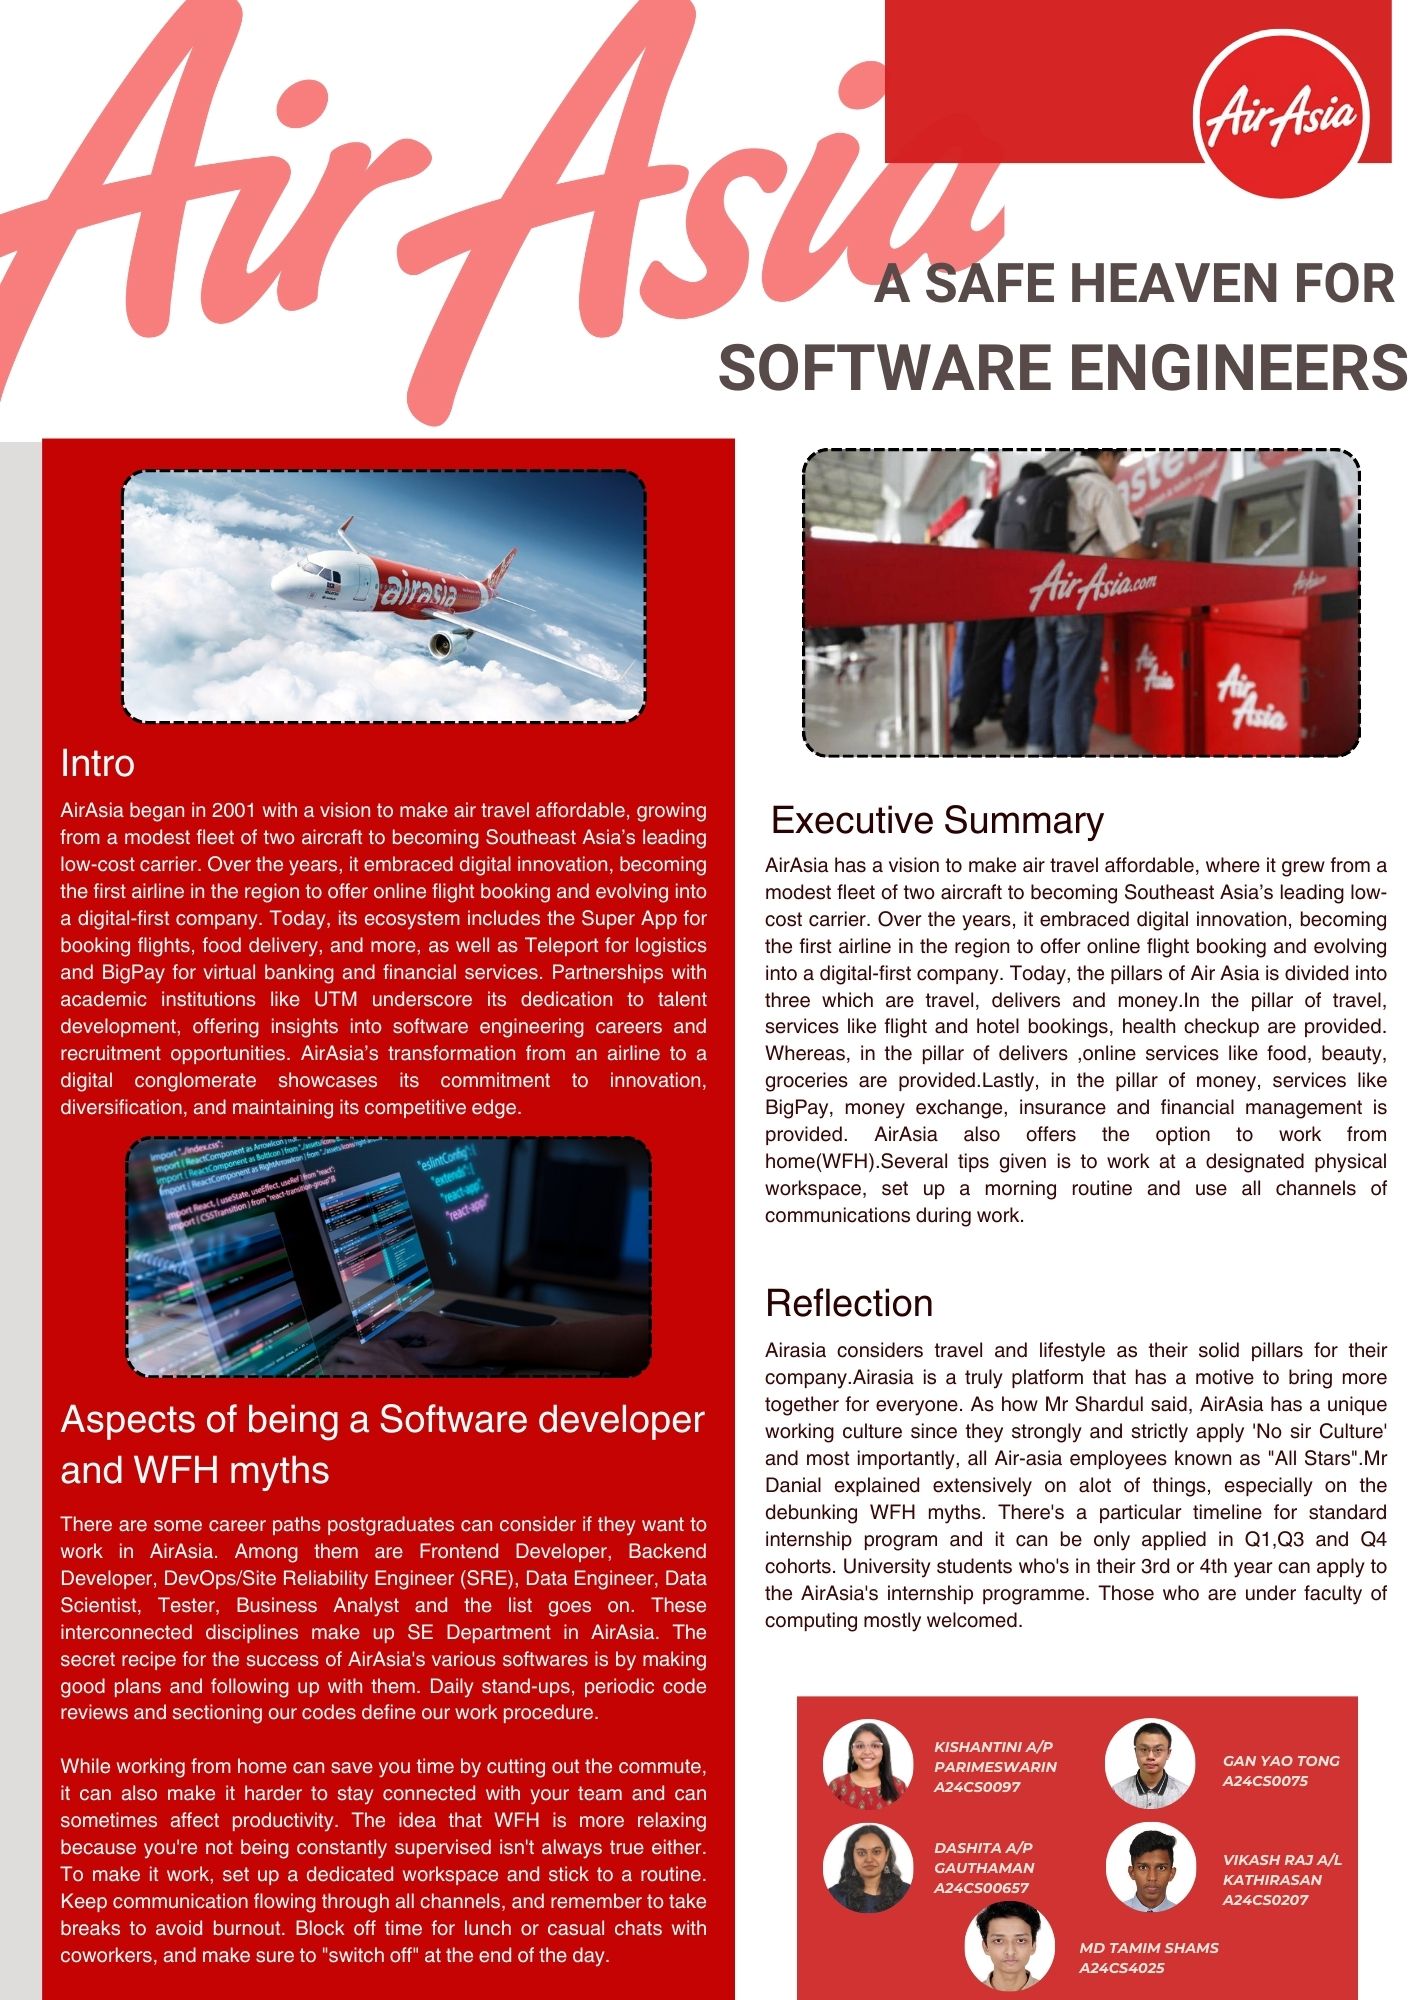 Air Asia
Air Asia
A SAFE HEAVEN FOR
SOFTWARE ENGINEERS
airasia
Intro
AirAsia began in 2001 with a vision to make air travel affordable, growing
from a modest fleet of two aircraft to becoming Southeast Asia’s leading
low-cost carrier. Over the years, it embraced digital innovation, becoming
the first airline in the region to offer online flight booking and evolving into
a digital-first company. Today, its ecosystem includes the Super App for
booking flights, food delivery, and more, as well as Teleport for logistics
and BigPay for virtual banking and financial services. Partnerships with
academic institutions like UTM underscore its dedication to talent
development, offering insights into software engineering careers and
recruitment opportunities. AirAsia’s transformation from an airline to a
digital conglomerate showcases its commitment to innovation,
diversification, and maintaining its competitive edge.
import React, { useState, useEffect, useRef } from "react";
import { CSSTransition } from "react-transition-group";
"eslintConfig": {
"extends": [
"react-app",
"react-app/
]
},
Aspects of being a Software developer
and WFH myths
There are some career paths postgraduates can consider if they want to
work in AirAsia. Among them are Frontend Developer, Backend
Developer, DevOps/Site Reliability Engineer (SRE), Data Engineer, Data
Scientist, Tester, Business Analyst and the list goes on. These
interconnected disciplines make up SE Department in AirAsia. The
secret recipe for the success of AirAsia's various softwares is by making
good plans and following up with them. Daily stand-ups, periodic code
reviews and sectioning our codes define our work procedure.
While working from home can save you time by cutting out the commute,
it can also make it harder to stay connected with your team and can
sometimes affect productivity. The idea that WFH is more relaxing
because you're not being constantly supervised isn't always true either.
To make it work, set up a dedicated workspace and stick to a routine.
Keep communication flowing through all channels, and remember to take
breaks to avoid burnout. Block off time for lunch or casual chats with
coworkers, and make sure to "switch off" at the end of the day.
AirAsia.com
Air Asia
Air Asia
Executive Summary
AirAsia has a vision to make air travel affordable, where it grew from a
modest fleet of two aircraft to becoming Southeast Asia’s leading low-
cost carrier. Over the years, it embraced digital innovation, becoming
the first airline in the region to offer online flight booking and evolving
into a digital-first company. Today, the pillars of Air Asia is divided into
three which are travel, delivers and money.In the pillar of travel,
services like flight and hotel bookings, health checkup are provided.
Whereas, in the pillar of delivers ,online services like food, beauty,
groceries are provided.Lastly, in the pillar of money, services like
BigPay, money exchange, insurance and financial management is
provided. AirAsia also offers the option to work from
home(WFH).Several tips given is to work at a designated physical
workspace, set up a morning routine and use all channels of
communications during work.
Reflection
Airasia considers travel and lifestyle as their solid pillars for their
company.Airasia is a truly platform that has a motive to bring more
together for everyone. As how Mr Shardul said, AirAsia has a unique
working culture since they strongly and strictly apply 'No sir Culture'
and most importantly, all Air-asia employees known as "All Stars".Mr
Danial explained extensively on alot of things, especially on the
debunking WFH myths. There's a particular timeline for standard
internship program and it can be only applied in Q1,Q3 and Q4
cohorts. University students who's in their 3rd or 4th year can apply to
the AirAsia's internship programme. Those who are under faculty of
computing mostly welcomed.
KISHANTINI A/P
PARIMESWARIN
A24CS0097
GAN YAO TONG
A24CS0075
DASHITA A/P
GAUTHAMAN
A24CS00657
VIKASH RAJ A/L
KATHIRASAN
A24CS0207
MD TAMIM SHAMS
A24CS4025